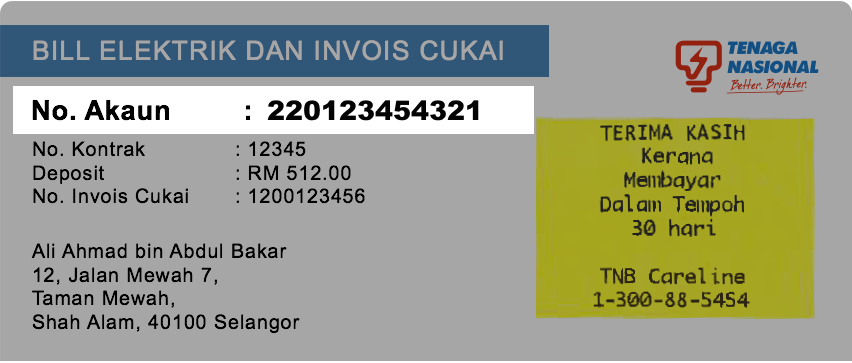 BILL ELEKTRIK DAN INVOIS CUKAI
TENAGA
NASIONAL
Better. Brighter.
No. Akaun : 220123454321
No. Kontrak : 12345
Deposit : RM 512.00
No. Invois Cukai : 1200123456
Ali Ahmad bin Abdul Bakar
12, Jalan Mewah 7,
Taman Mewah,
Shah Alam, 40100 Selangor
TERIMA KASIH
Kerana
Membayar
Dalam Tempoh
30 hari
TNB Careline
1-300-88-5454